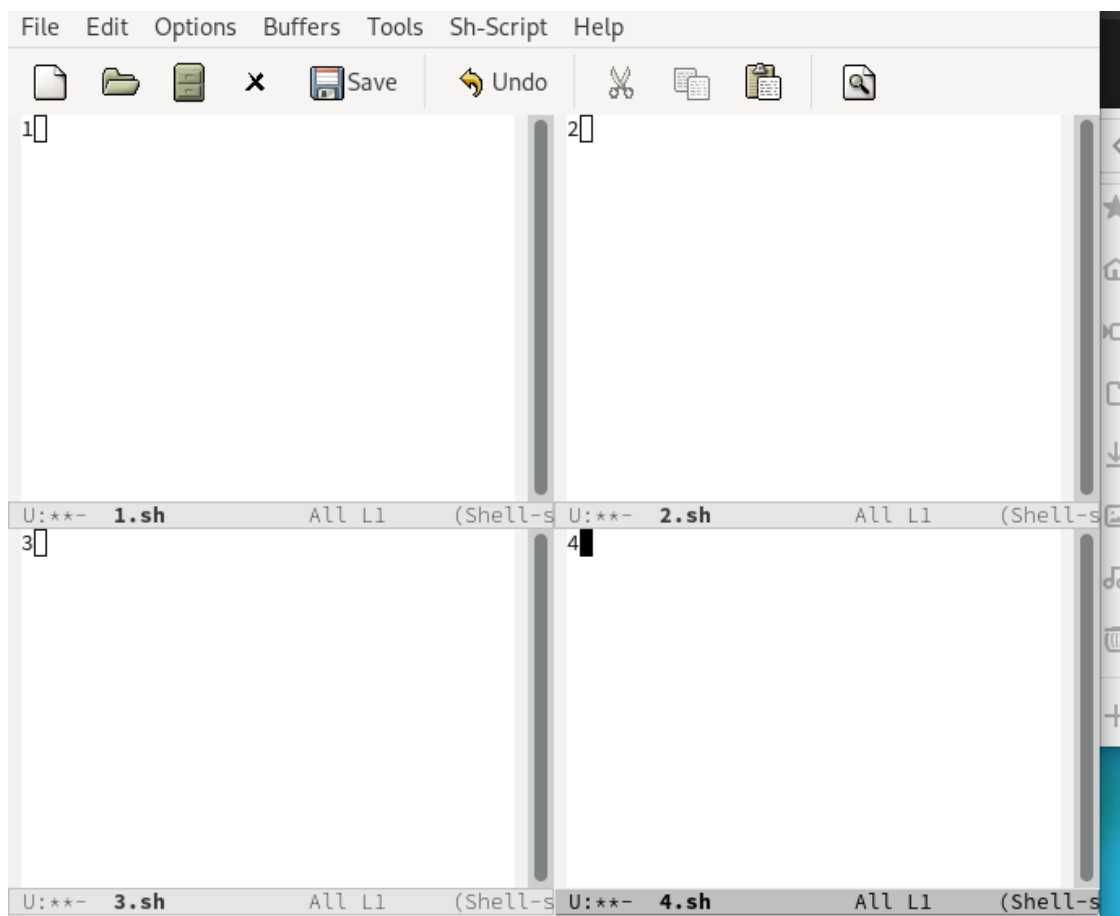 File Edit Options Buffers Tools Sh-Script Help
Save Undo
1
2
U:**- 1.sh All L1 (Shell-s
U:**- 2.sh All L1 (Shell-s
3
4
U:**- 3.sh All L1 (Shell-s
U:**- 4.sh All L1 (Shell-s